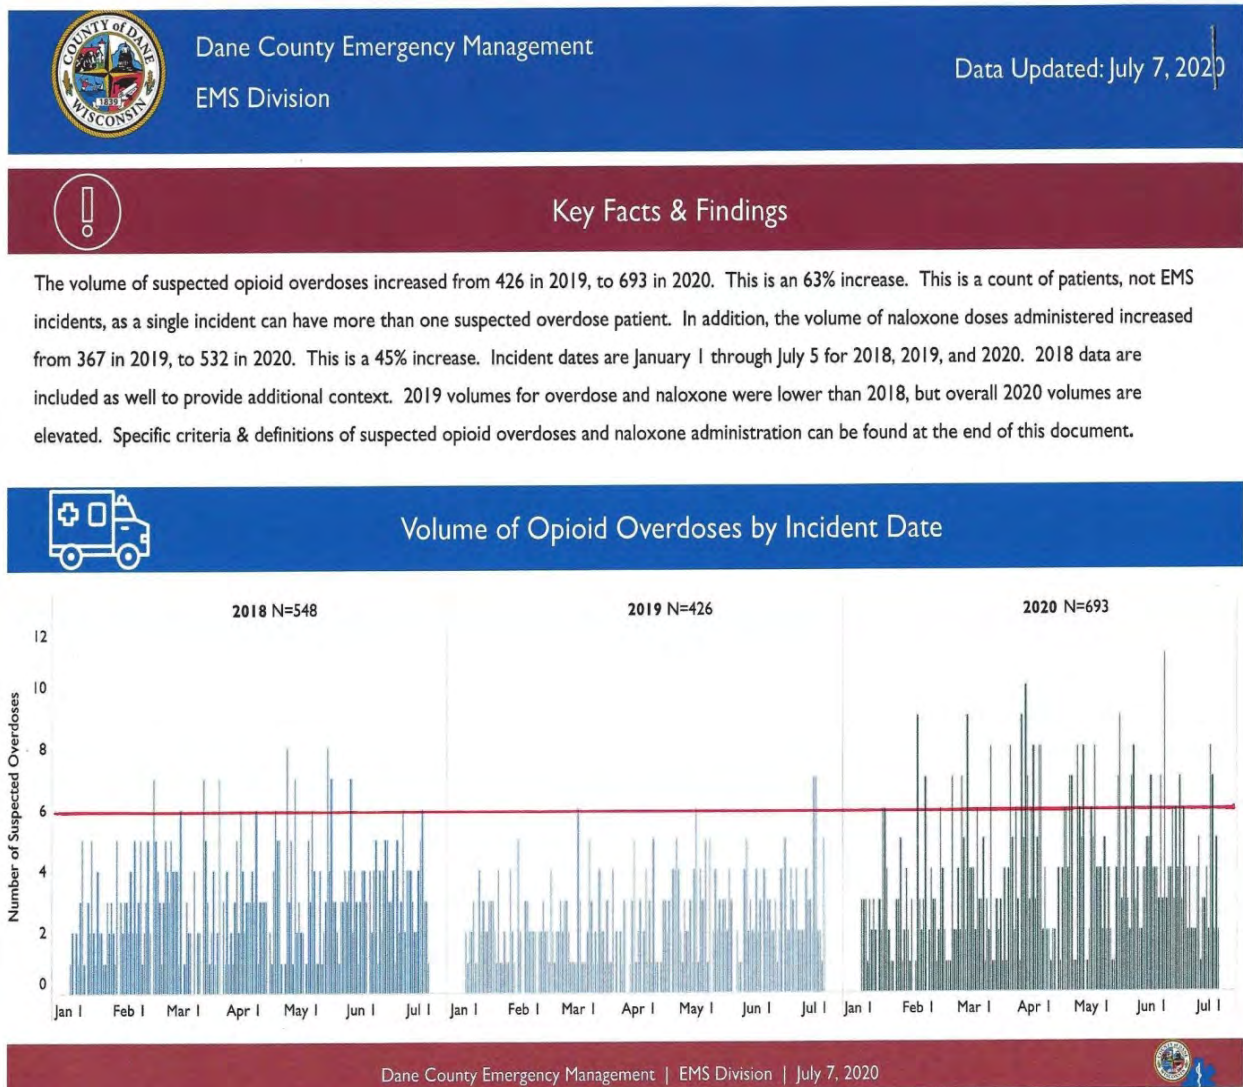 COUNTY of DANE
1839
WISCONSIN
Dane County Emergency Management
EMS Division
Data Updated: July 7, 2020
Key Facts & Findings
The volume of suspected opioid overdoses increased from 426 in 2019, to 693 in 2020. This is an 63% increase. This is a count of patients, not EMS
incidents, as a single incident can have more than one suspected overdose patient. In addition, the volume of naloxone doses administered increased
from 367 in 2019, to 532 in 2020. This is a 45% increase. Incident dates are January 1 through July 5 for 2018, 2019, and 2020. 2018 data are
included as well to provide additional context. 2019 volumes for overdose and naloxone were lower than 2018, but overall 2020 volumes are
elevated. Specific criteria & definitions of suspected opioid overdoses and naloxone administration can be found at the end of this document.
Volume of Opioid Overdoses by Incident Date
2018 N=548
2019 N=426
2020 N=693
Number of Suspected Overdoses
12
10
8
6
4
2
0
Jan 1 Feb 1 Mar 1 Apr 1 May 1 Jun 1 Jul 1
Jan 1 Feb 1 Mar 1 Apr 1 May 1 Jun 1 Jul 1
Jan 1 Feb 1 Mar 1 Apr 1 May 1 Jun 1 Jul 1
Dane County Emergency Management | EMS Division | July 7, 2020